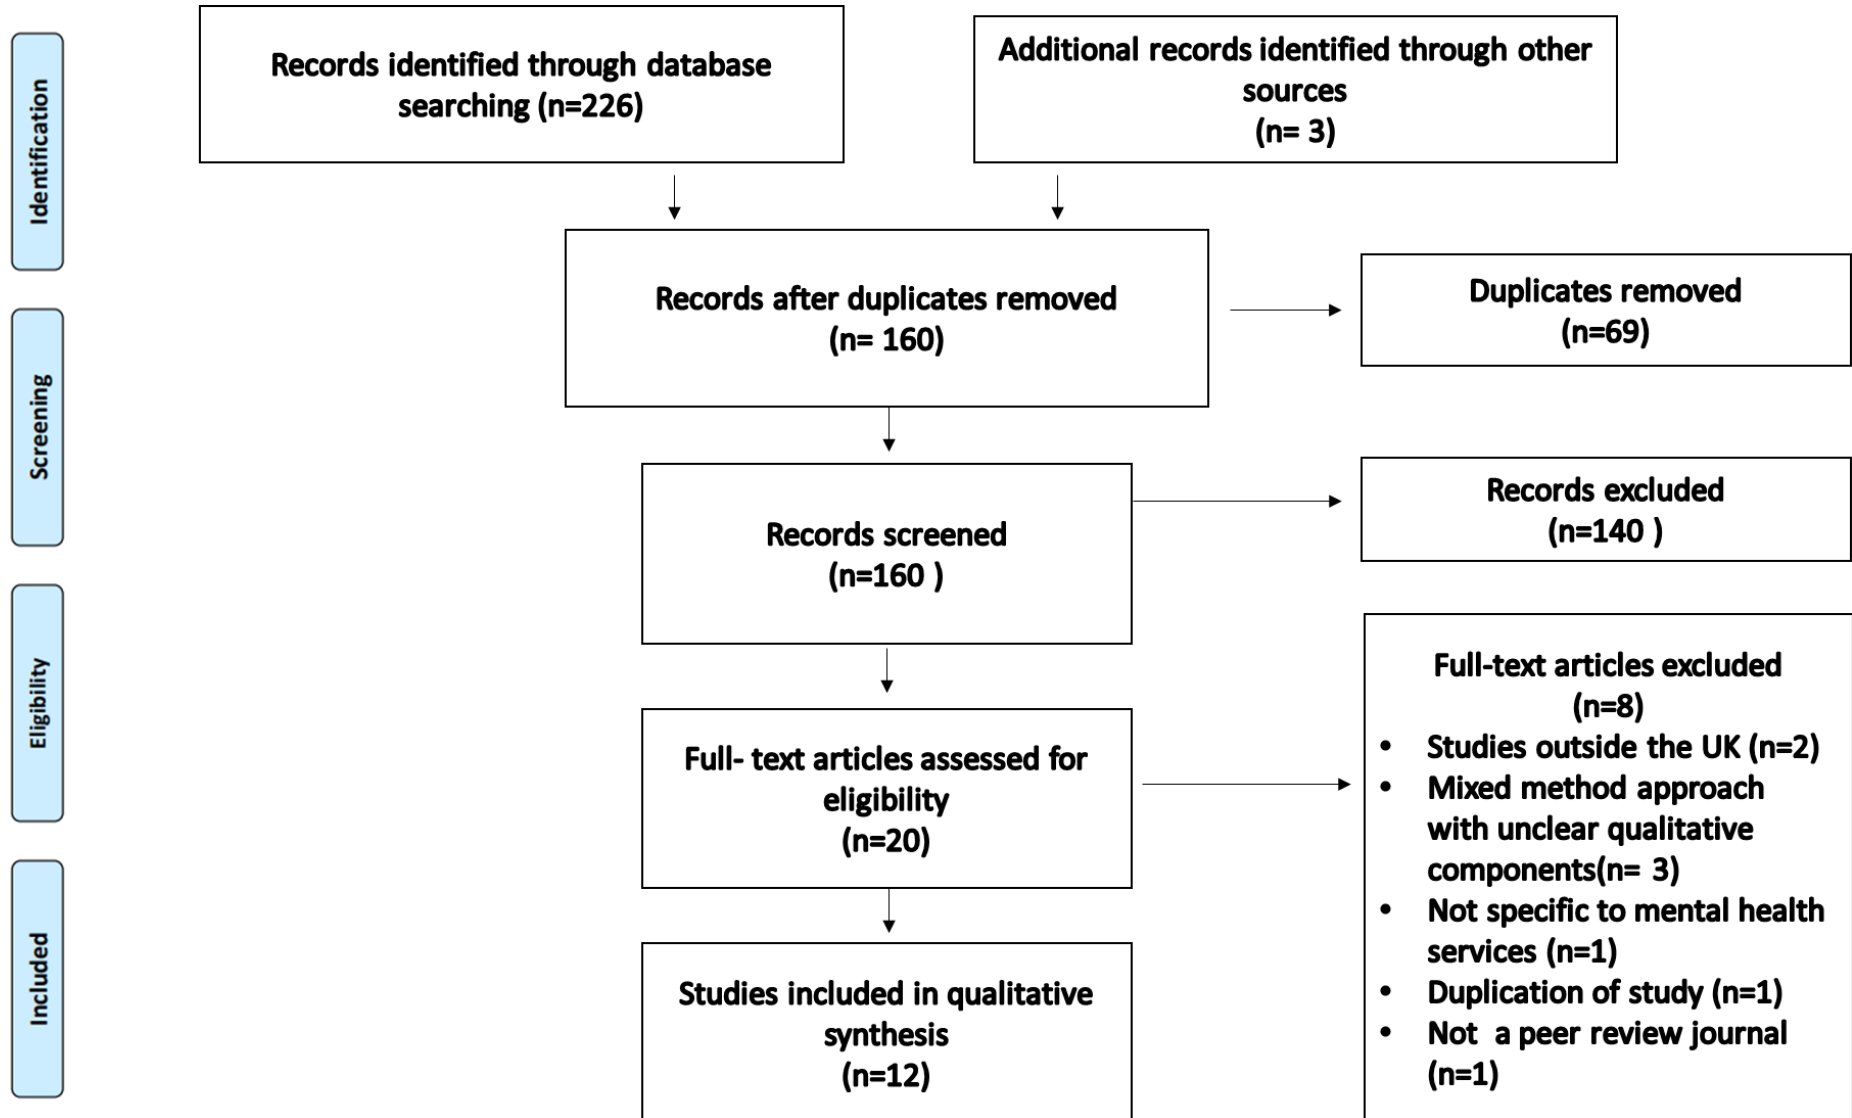 Identification
Records identified through database
searching (n=226)
Additional records identified through other
sources
(n= 3)
Records after duplicates removed
(n= 160)
Duplicates removed
(n=69)
Screening
Records screened
(n=160 )
Records excluded
(n=140 )
Eligibility
Full- text articles assessed for
eligibility
(n=20)
Full-text articles excluded
(n=8)
• Studies outside the UK (n=2)
• Mixed method approach
with unclear qualitative
components(n= 3)
• Not specific to mental health
services (n=1)
• Duplication of study (n=1)
• Not  a peer review journal
(n=1)
Included
Studies included in qualitative
synthesis
(n=12)